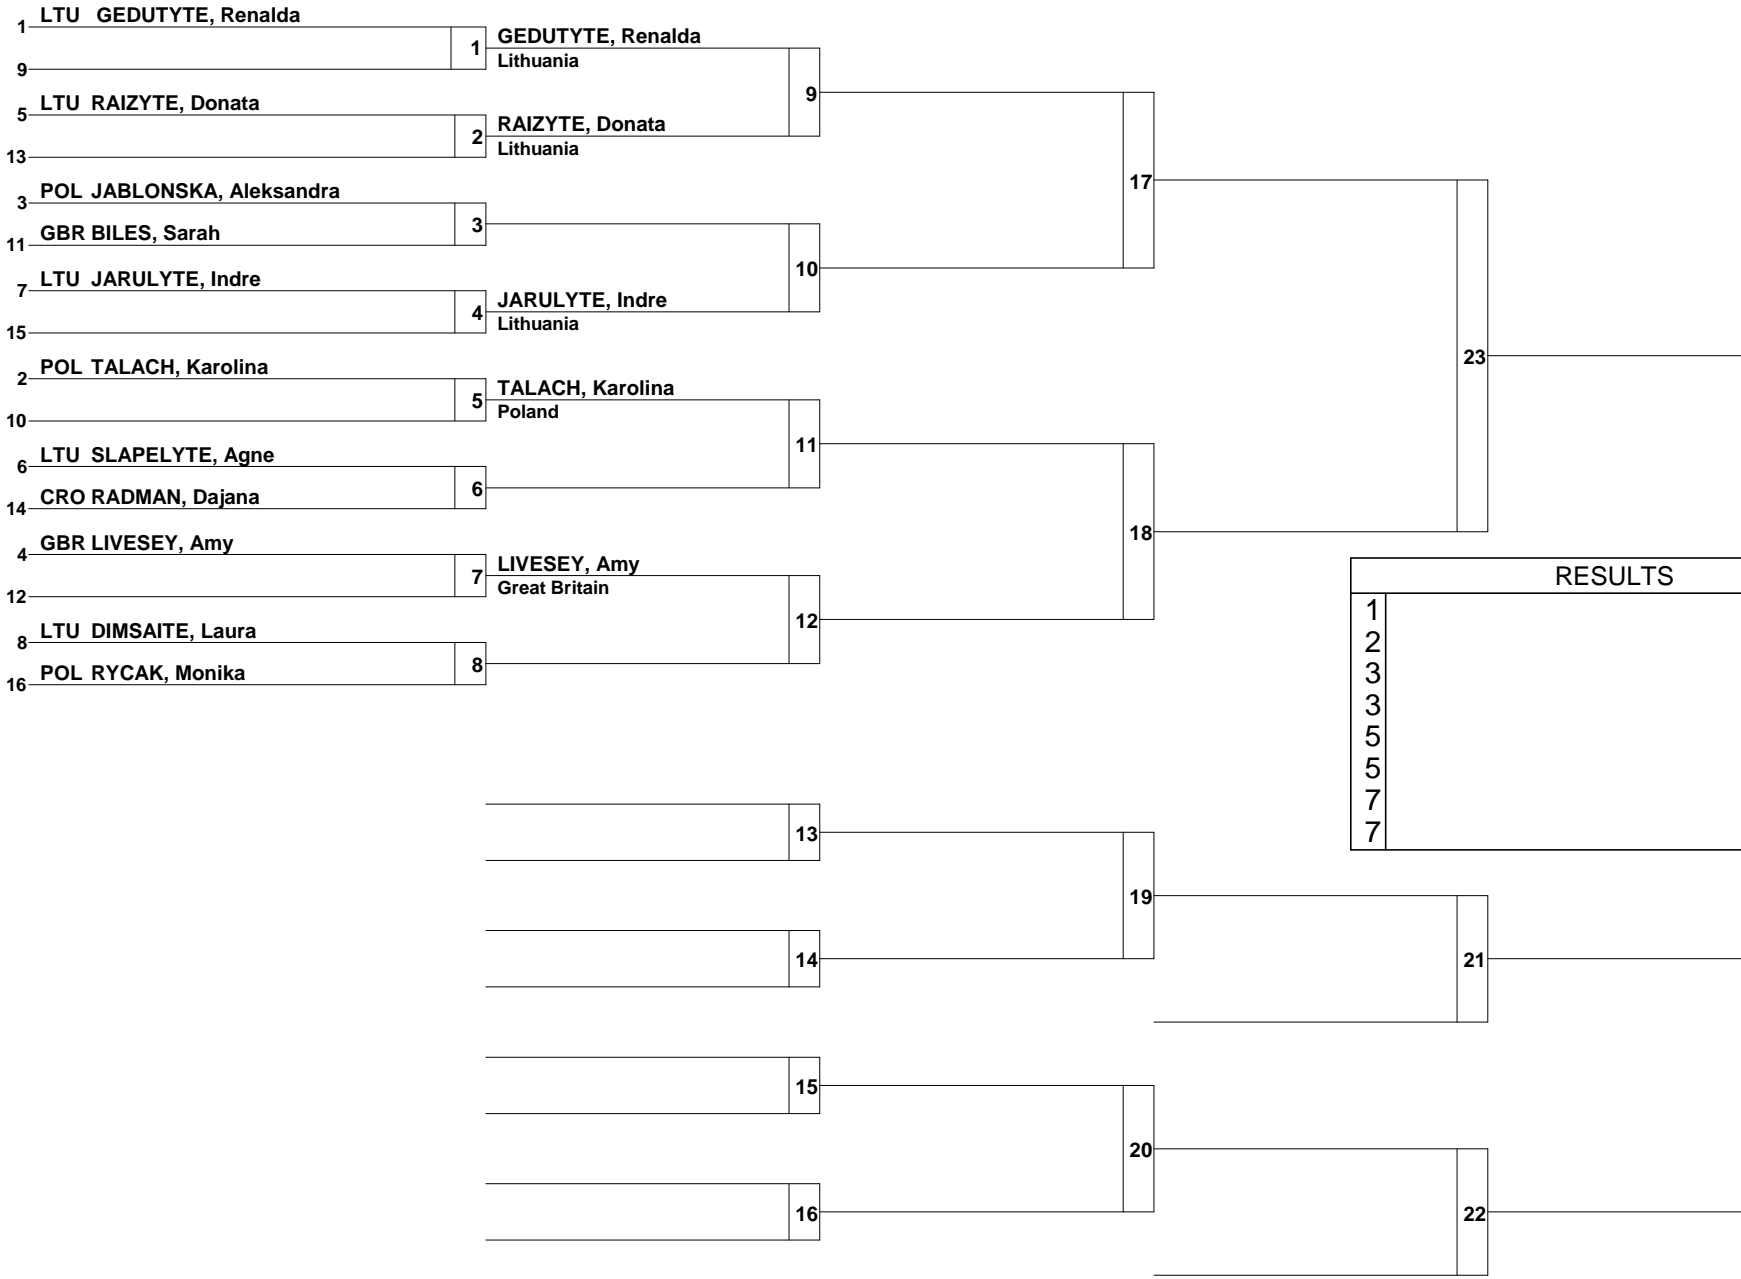 LTU GEDUTYTE, Renalda
1
9
1
GEDUTYTE, Renalda
Lithuania
LTU RAIZYTE, Donata
5
13
2
RAIZYTE, Donata
Lithuania
9
POL JABLONSKA, Aleksandra
3
GBR BILES, Sarah
11
3
LTU JARULYTE, Indre
7
15
4
JARULYTE, Indre
Lithuania
10
17
POL TALACH, Karolina
2
10
5
TALACH, Karolina
Poland
LTU SLAPELYTE, Agne
6
CRO RADMAN, Dajana
14
6
11
GBR LIVESEY, Amy
4
12
7
LIVESEY, Amy
Great Britain
LTU DIMSAITE, Laura
8
POL RYCAK, Monika
16
8
12
18
23
RESULTS
1
2
3
3
5
5
7
7
13
14
19
21
15
16
20
22